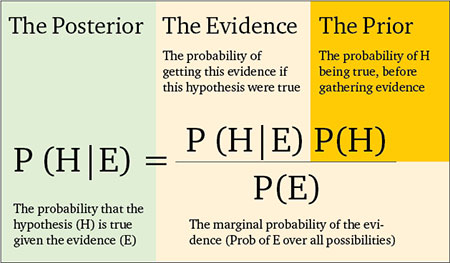 The Posterior
The Evidence
The Prior
The probability of
getting this evidence if
this hypothesis were true
The probability of H
being true, before
gathering evidence
P (H|E) = P (H|E) P(H)
P(E)
The probability that the
hypothesis (H) is true
given the evidence (E)
The marginal probability of the evi-
dence (Prob of E over all possibilities)